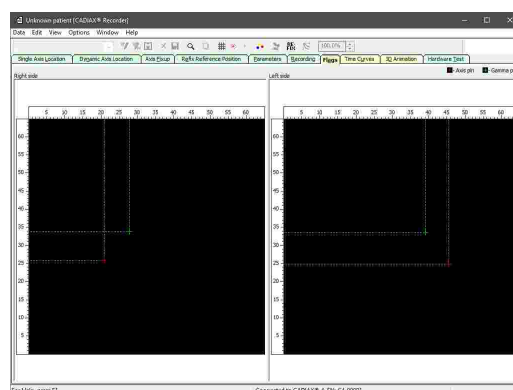 Unknown patient [CADIAX® Recorder]
Data Edit View Options Window Help
100.0%
Single Axis Location Dynamic Axis Location Axis Fixup Refix Reference Position Parameters Recording Flags Time Curves 3D Animation Hardware Test
- Axis pin - Gamma p
Right side Left side
5 10 15 20 25 30 35 40 45 50 55 60 5 10 15 20 25 30 35 40 45 50 55 60
60 60
55 55
50 50
45 45
40 40
35 35
30 30
25 25
20 20
15 15
10 10
5 5